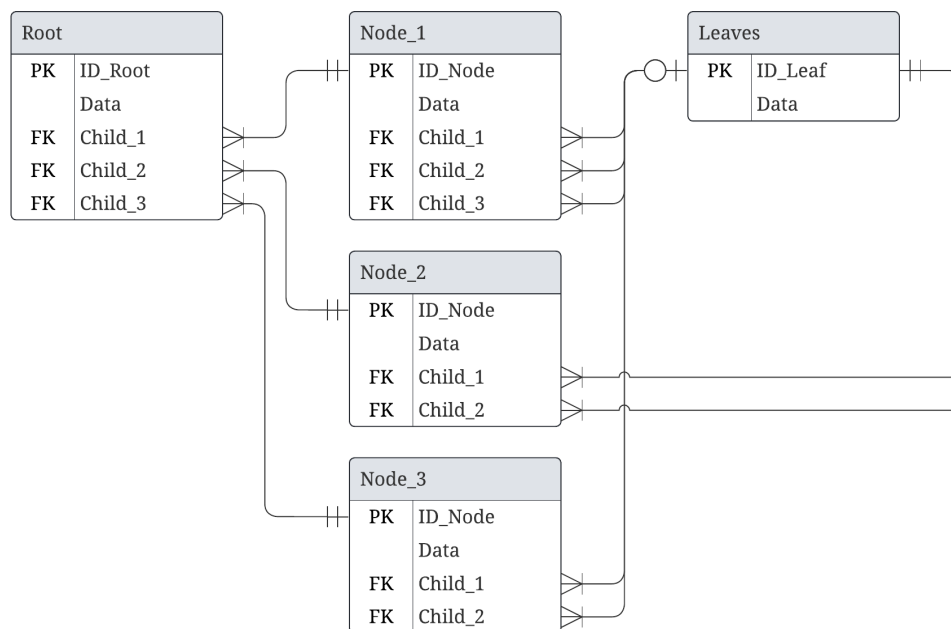 Root
PK ID_Root
Data
FK Child_1
FK Child_2
FK Child_3
Node_1
PK ID_Node
Data
FK Child_1
FK Child_2
FK Child_3
Node_2
PK ID_Node
Data
FK Child_1
FK Child_2
Node_3
PK ID_Node
Data
FK Child_1
FK Child_2
Leaves
PK ID_Leaf
Data